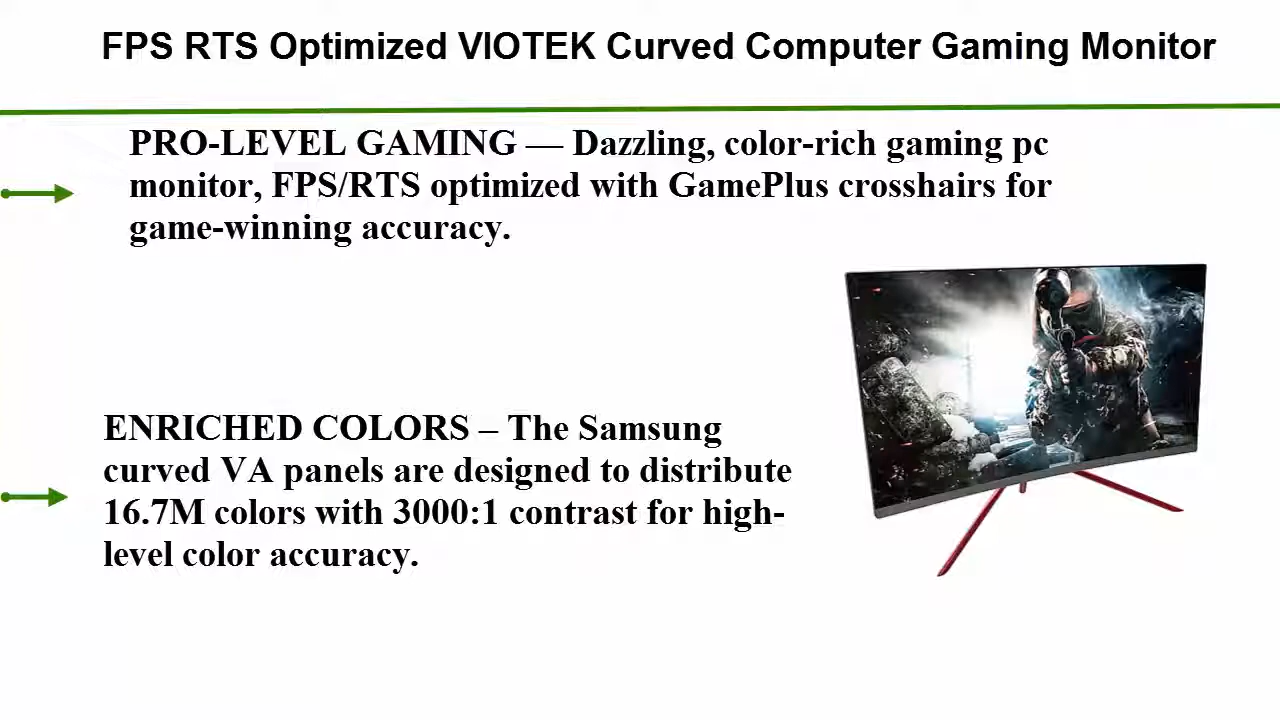 FPS RTS Optimized VIOTEK Curved Computer Gaming Monitor
PRO-LEVEL GAMING — Dazzling, color-rich gaming pc
monitor, FPS/RTS optimized with GamePlus crosshairs for
game-winning accuracy.
ENRICHED COLORS – The Samsung
curved VA panels are designed to distribute
16.7M colors with 3000:1 contrast for high-
level color accuracy.